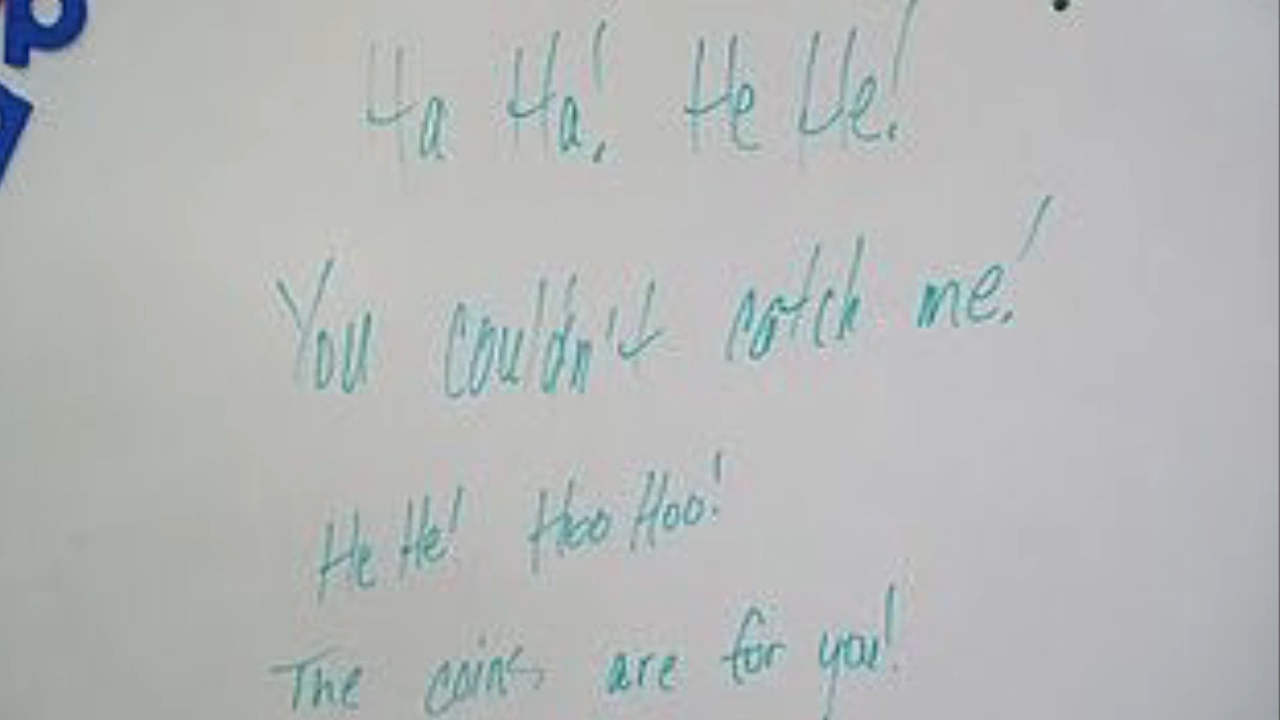 Ha Ha! He He!
You couldn't catch me!
He He! Hoo Hoo!
The coins are for you!